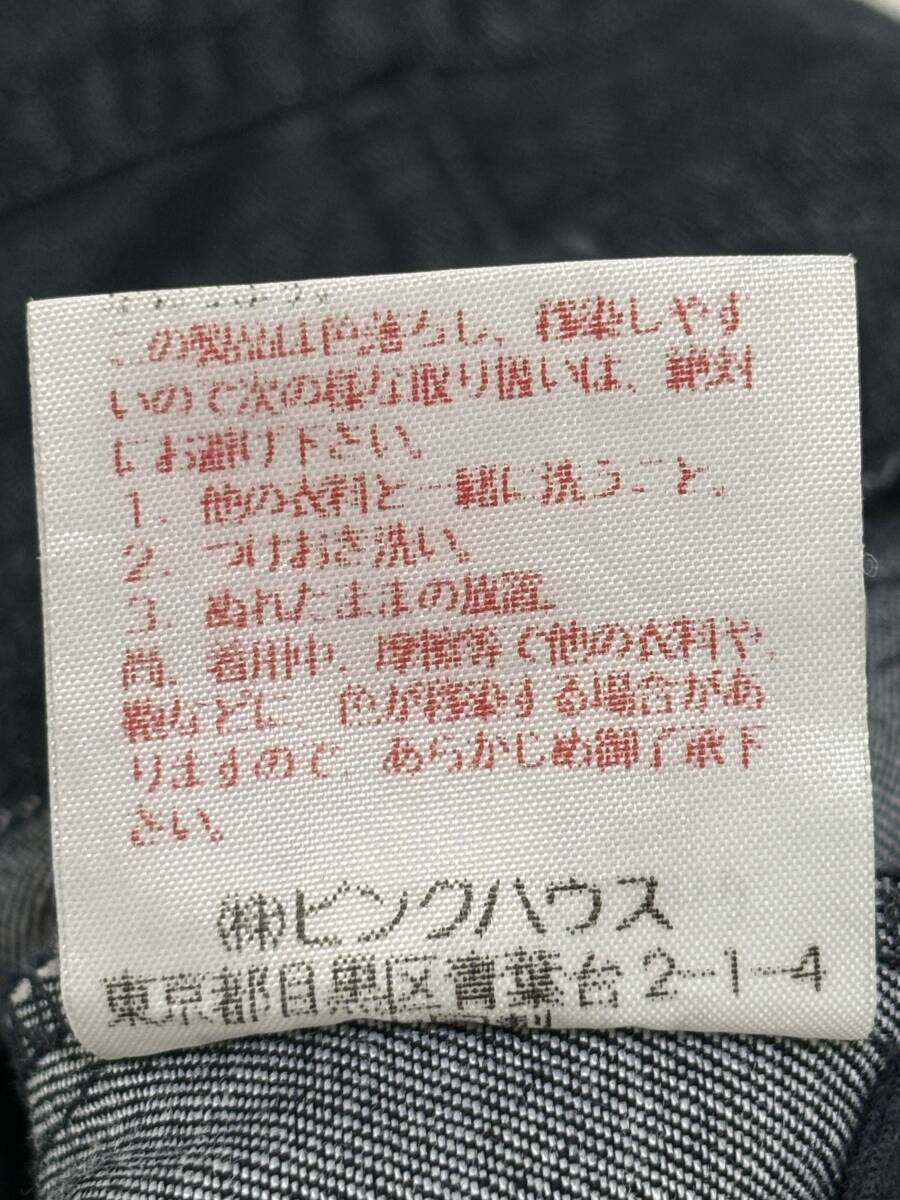 この製品は色落ちし、移染しやす
いので次の様な取り扱いは、絶対
にお避け下さい。
1、他の衣料と一緒に洗うこと。
2、つけおき洗い。
3、ぬれたままの放置。
尚、着用中、摩擦等で他の衣料や、
鞄などに、色が移染する場合があ
りますので、あらかじめ御了承下
さい。
㈱ピンクハウス
東京都目黒区青葉台2-1-4